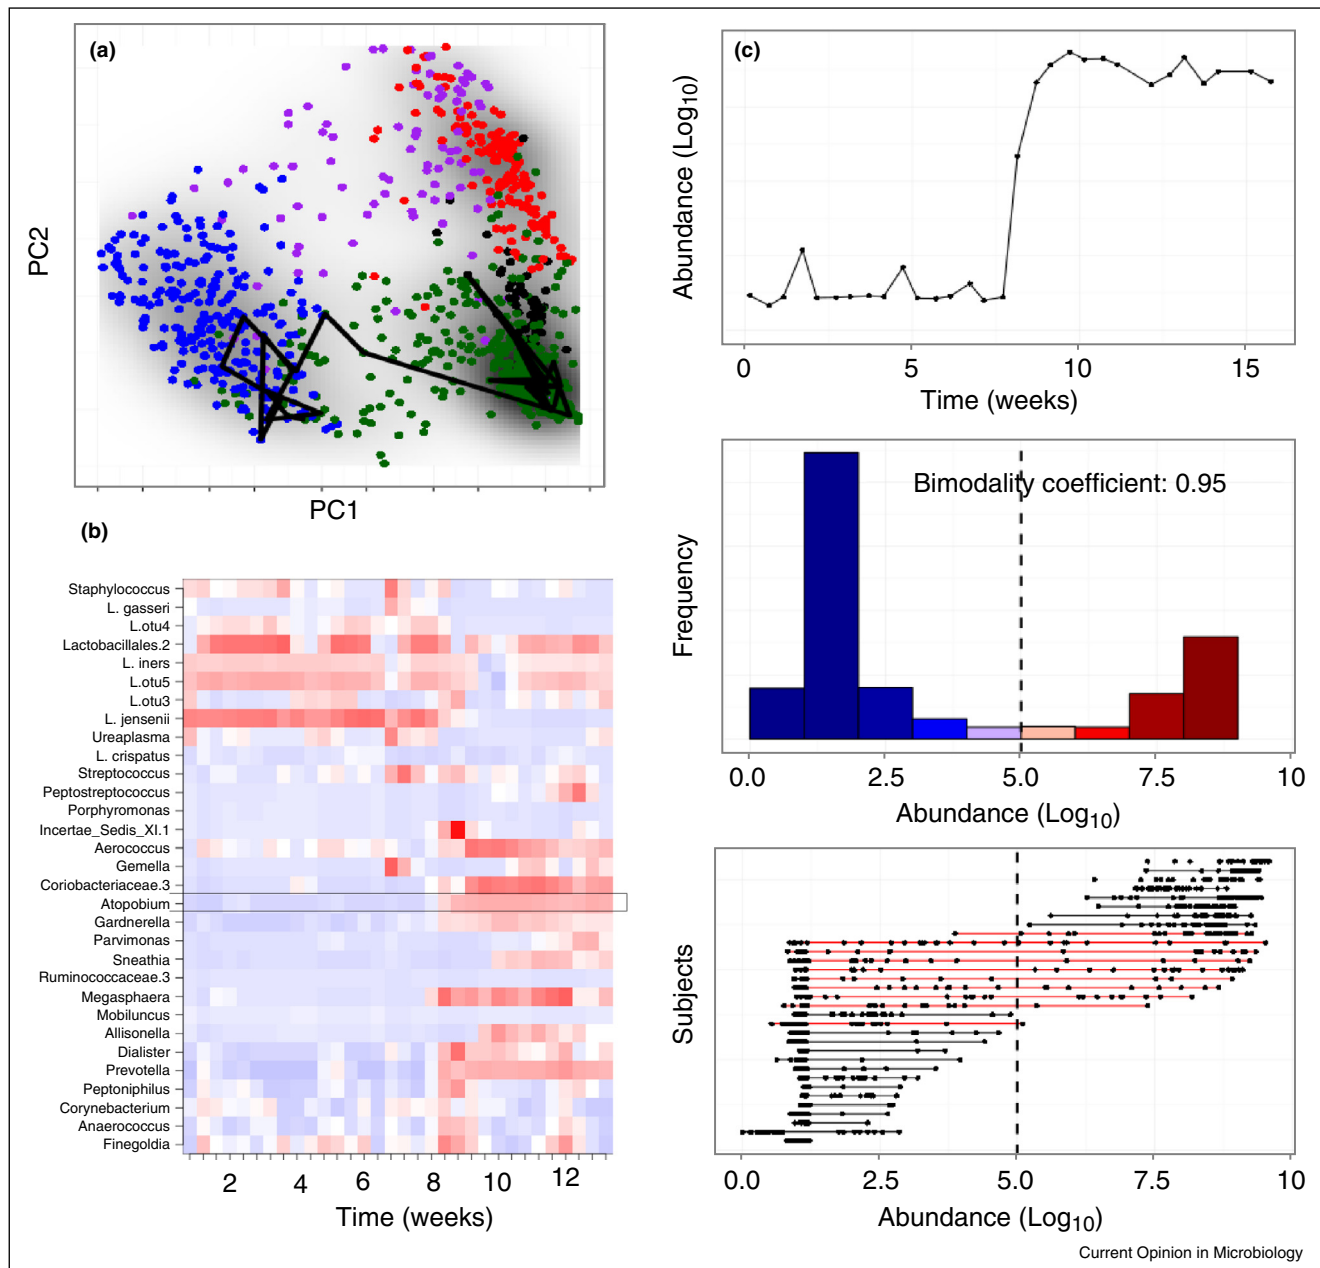 (a)
PC2
PC1
(b)
Staphylococcus
L. gasseri
L.otu4
Lactobacillales.2
L. iners
L.otu5
L.otu3
L. jensenii
Ureaplasma
L. crispatus
Streptococcus
Peptostreptococcus
Porphyromonas
Incertae_Sedis_XI.1
Aerococcus
Gemella
Coriobacteriaceae.3
Atopobium
Gardnerella
Parvimonas
Sneathia
Ruminococcaceae.3
Megasphaera
Mobiluncus
Allisonella
Dialister
Prevotella
Peptoniphilus
Corynebacterium
Anaerococcus
Finegoldia
2 4 6 8 10 12
Time (weeks)
(c)
Abundance (Log10)
0 5 10 15
Time (weeks)
Bimodality coefficient: 0.95
Frequency
0.0 2.5 5.0 7.5 10
Abundance (Log10)
Subjects
0.0 2.5 5.0 7.5 10
Abundance (Log10)
Current Opinion in Microbiology